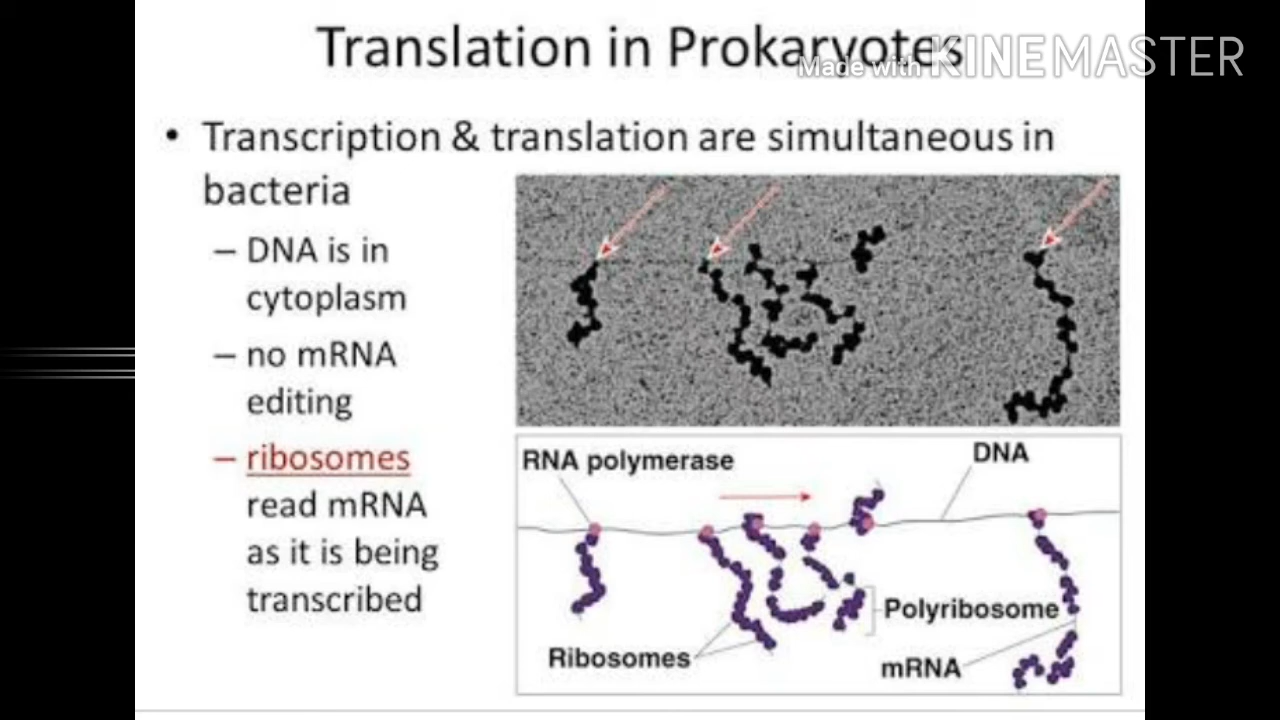 Translation in Prokaryotes
Made with KINEMASTER
• Transcription & translation are simultaneous in
bacteria
– DNA is in
cytoplasm
– no mRNA
editing
– ribosomes
read mRNA
as it is being
transcribed
RNA polymerase
DNA
Polyribosome
Ribosomes
mRNA